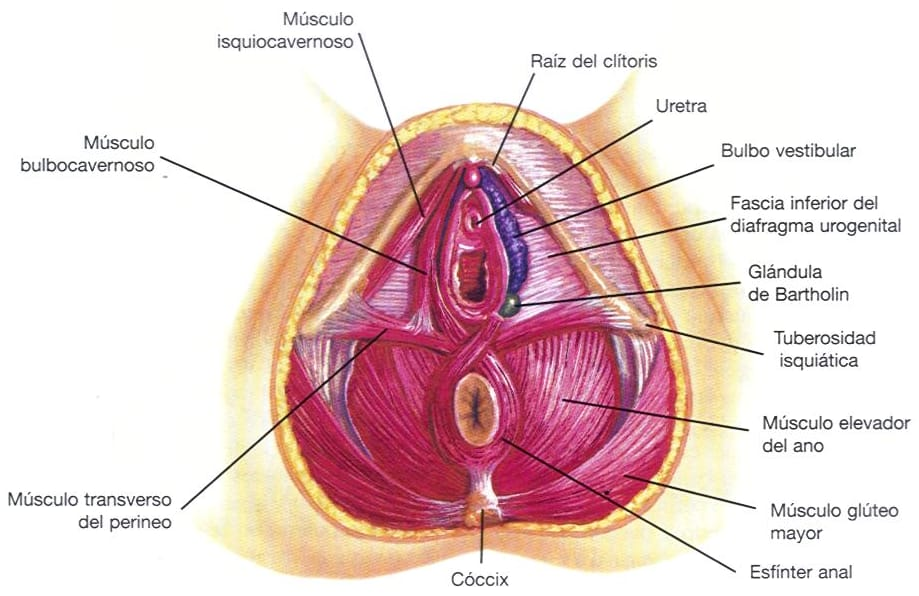 Músculo
isquiocavernoso
Raíz del clítoris
Uretra
Músculo
bulbocavernoso
Bulbo vestibular
Fascia inferior del
diafragma urogenital
Glándula
de Bartholin
Tuberosidad
isquiática
Músculo elevador
del ano
Músculo transverso
del perineo
Músculo glúteo
mayor
Esfínter anal
Cóccix